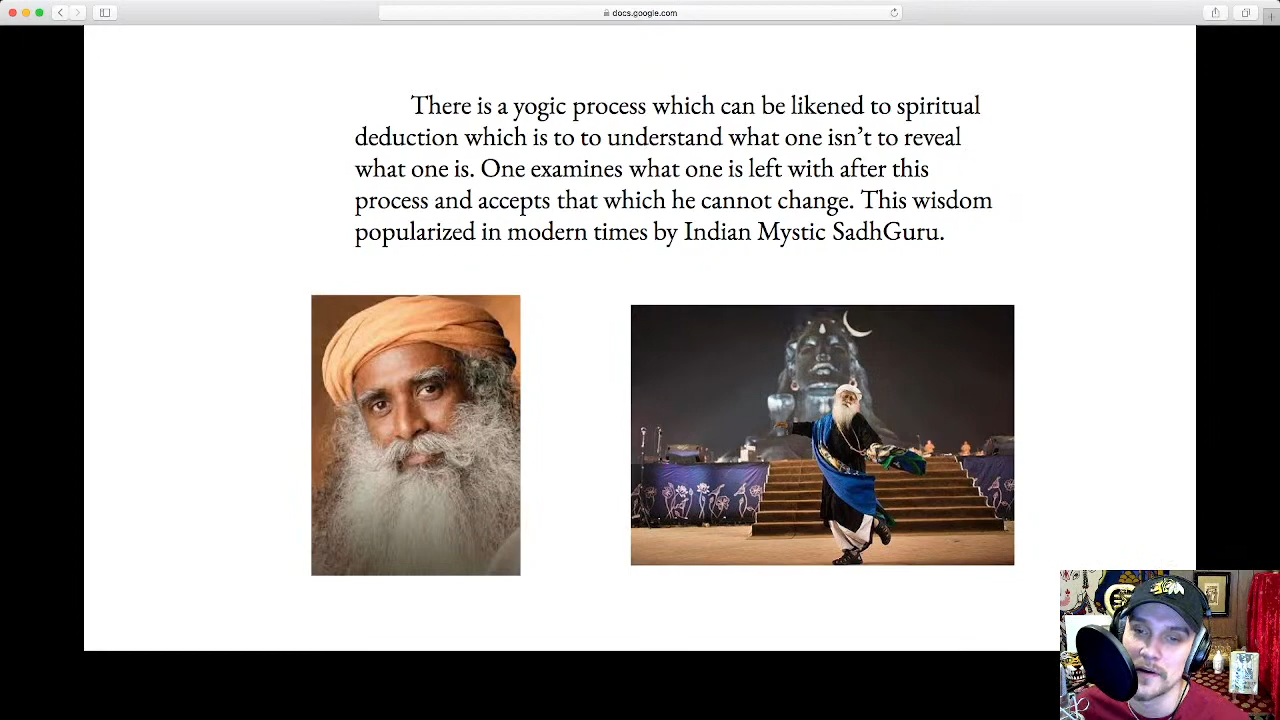 docs.google.com
There is a yogic process which can be likened to spiritual
deduction which is to to understand what one isn’t to reveal
what one is. One examines what one is left with after this
process and accepts that which he cannot change. This wisdom
popularized in modern times by Indian Mystic SadhGuru.